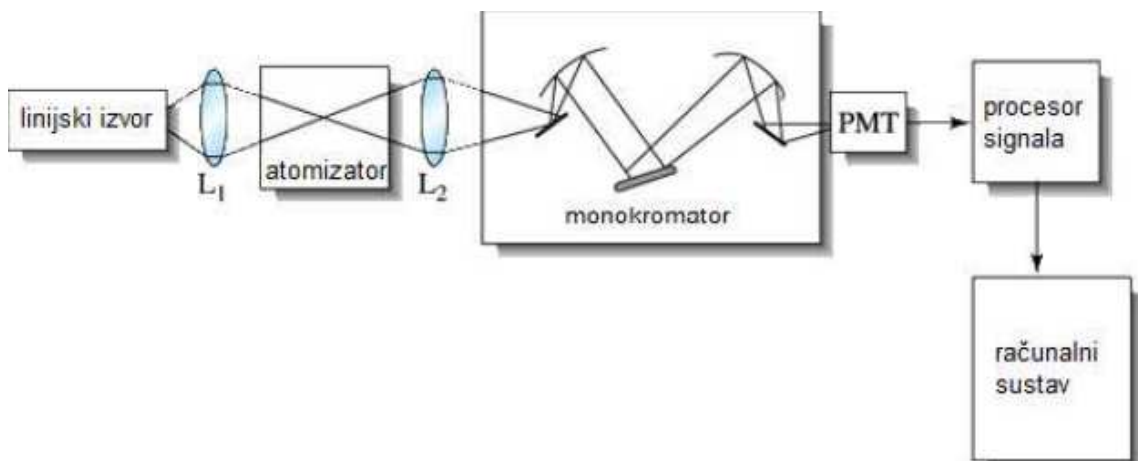 linijski izvor
L1
atomizator
L2
monokromator
PMT
procesor
signala
računalni
sustav